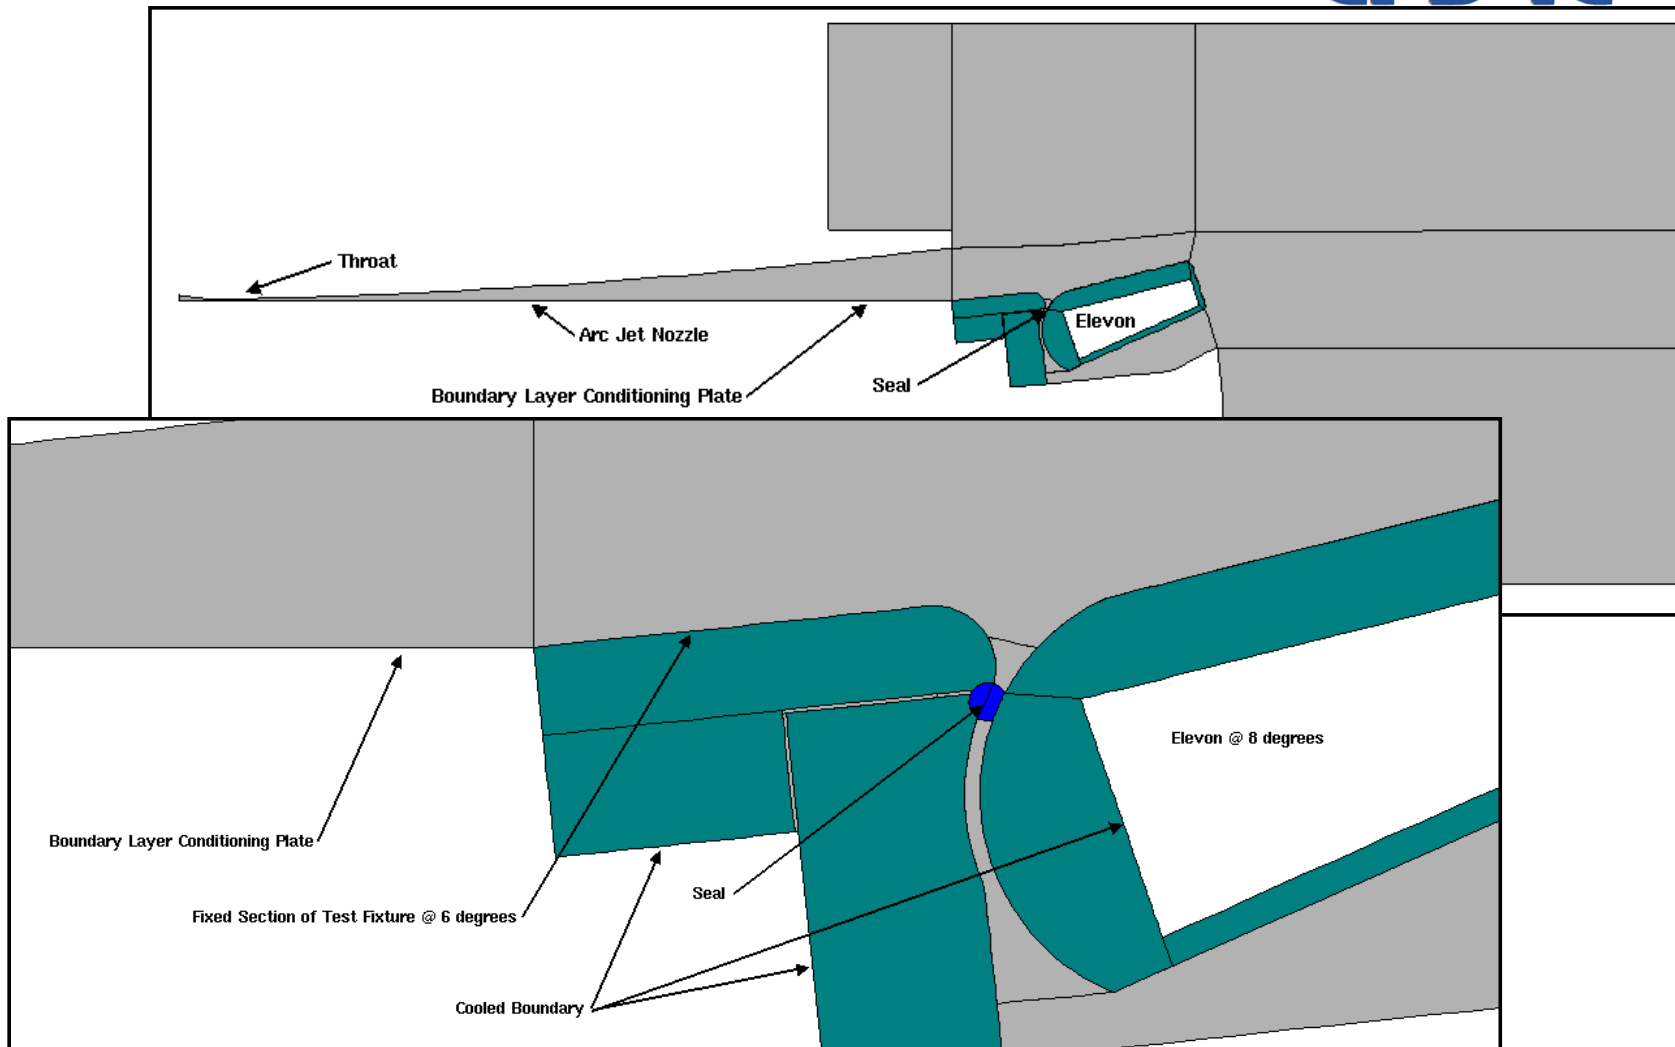 Throat
Arc Jet Nozzle
Elevon
Seal
Boundary Layer Conditioning Plate
Elevon @ 8 degrees
Boundary Layer Conditioning Plate
Seal
Fixed Section of Test Fixture @ 6 degrees
Cooled Boundary